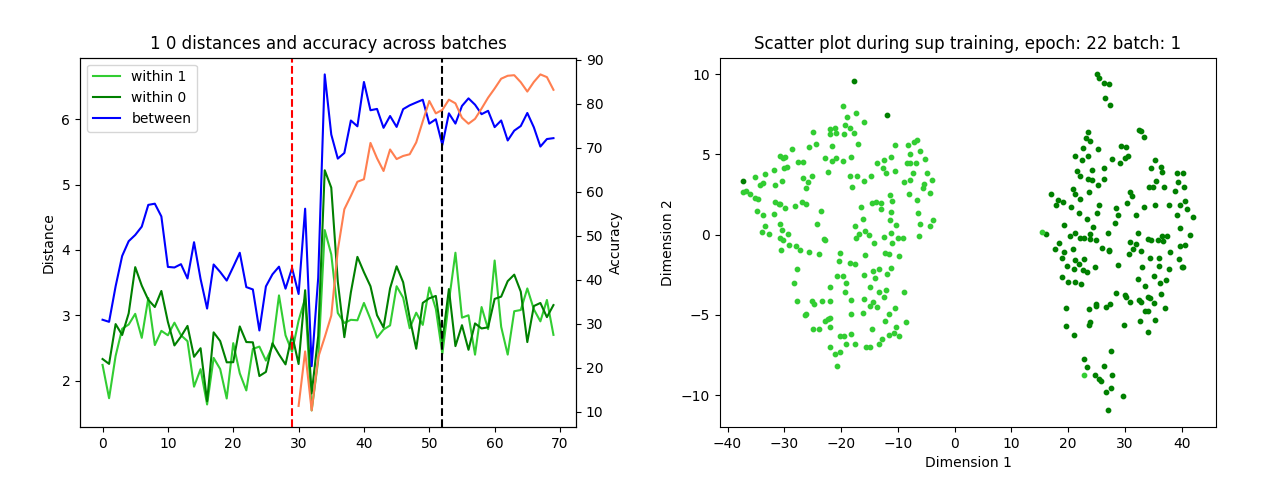 1 0 distances and accuracy across batches
within 1
within 0
between
Distance
6
5
4
3
2
0 10 20 30 40 50 60 70
Accuracy
90
80
70
60
50
40
30
20
10
Scatter plot during sup training, epoch: 22 batch: 1
Dimension 2
10
5
0
−5
−10
−40 −30 −20 −10 0 10 20 30 40
Dimension 1